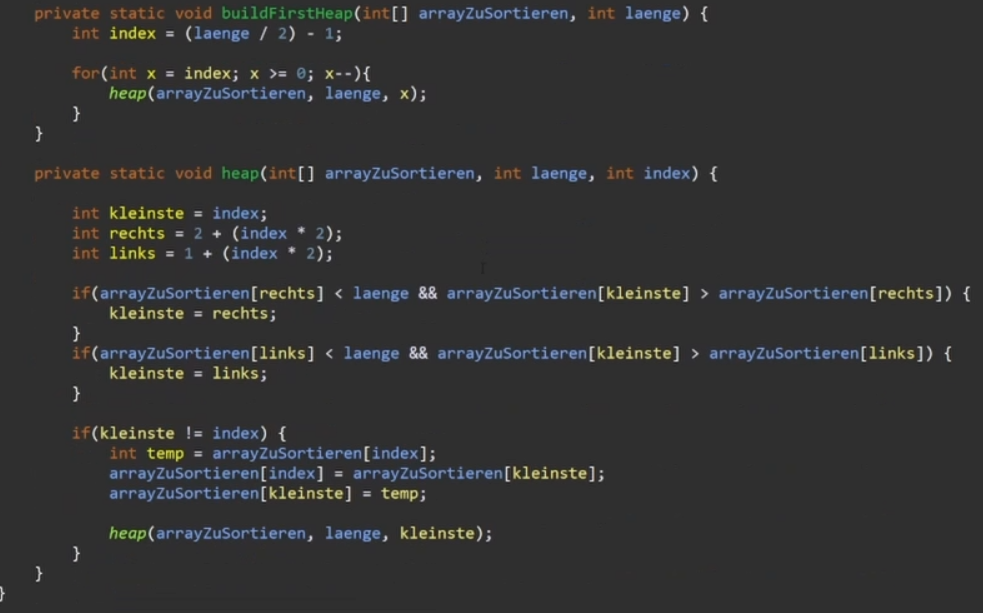 private static void buildFirstHeap(int[] arrayZuSortieren, int laenge) {
int index = (laenge / 2) - 1;
for(int x = index; x >= 0; x--){
heap(arrayZuSortieren, laenge, x);
}
}
private static void heap(int[] arrayZuSortieren, int laenge, int index) {
int kleinste = index;
int rechts = 2 + (index * 2);
int links = 1 + (index * 2);
if(arrayZuSortieren[rechts] < laenge && arrayZuSortieren[kleinste] > arrayZuSortieren[rechts]) {
kleinste = rechts;
}
if(arrayZuSortieren[links] < laenge && arrayZuSortieren[kleinste] > arrayZuSortieren[links]) {
kleinste = links;
}
if(kleinste != index) {
int temp = arrayZuSortieren[index];
arrayZuSortieren[index] = arrayZuSortieren[kleinste];
arrayZuSortieren[kleinste] = temp;
heap(arrayZuSortieren, laenge, kleinste);
}
}
}